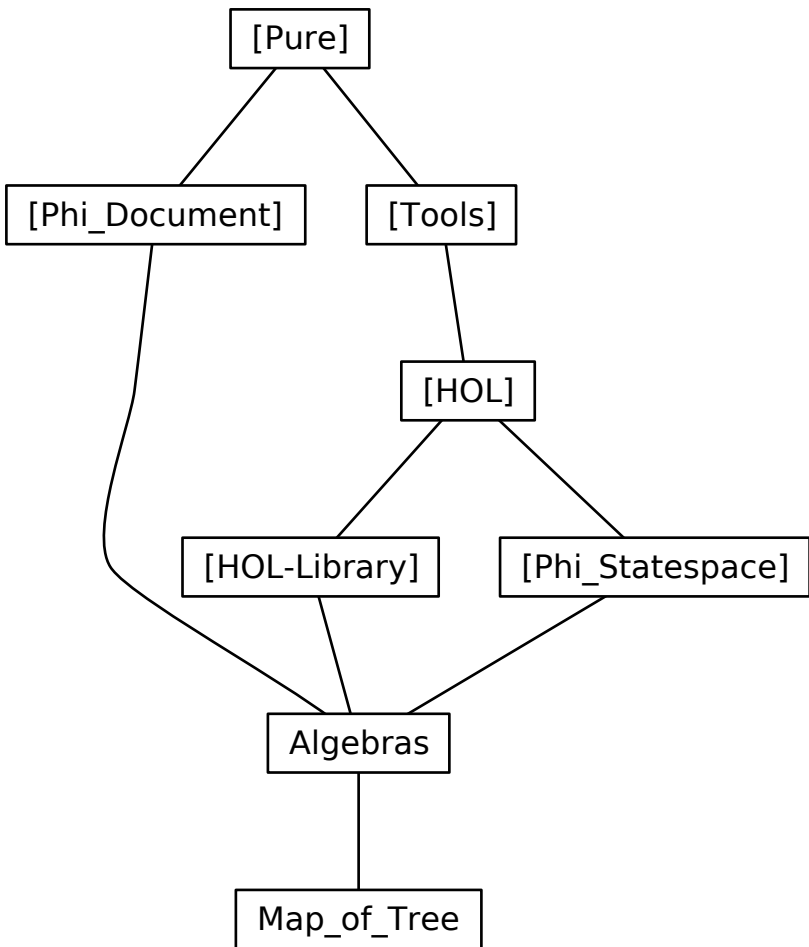 [Pure]
[Phi_Document]
[Tools]
[HOL]
[HOL-Library]
[Phi_Statespace]
Algebras
Map_of_Tree